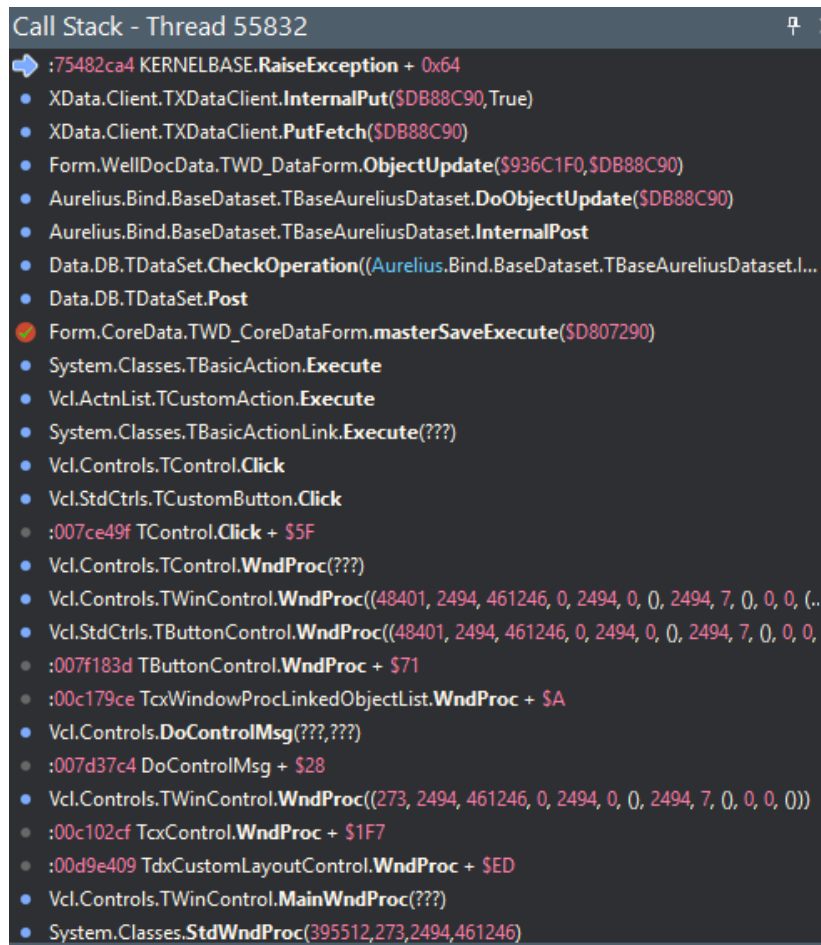 Call Stack - Thread 55832
:75482ca4 KERNELBASE.RaiseException + 0x64
XData.Client.TXDataClient.InternalPut($DB88C90,True)
XData.Client.TXDataClient.PutFetch($DB88C90)
Form.WellDocData.TWD_DataForm.ObjectUpdate($936C1F0,$DB88C90)
Aurelius.Bind.BaseDataset.TBaseAureliusDataset.DoObjectUpdate($DB88C90)
Aurelius.Bind.BaseDataset.TBaseAureliusDataset.InternalPost
Data.DB.TDataSet.CheckOperation((Aurelius.Bind.BaseDataset.TBaseAureliusDataset.I...
Data.DB.TDataSet.Post
Form.CoreData.TWD_CoreDataForm.masterSaveExecute($D807290)
System.Classes.TBasicAction.Execute
Vcl.ActnList.TCustomAction.Execute
System.Classes.TBasicActionLink.Execute(???)
Vcl.Controls.TControl.Click
Vcl.StdCtrls.TCustomButton.Click
:007ce49f TControl.Click + $5F
Vcl.Controls.TControl.WndProc(???)
Vcl.Controls.TWinControl.WndProc((48401, 2494, 461246, 0, 2494, 0, (), 2494, 7, (), 0, 0, (...
Vcl.StdCtrls.TButtonControl.WndProc((48401, 2494, 461246, 0, 2494, 0, (), 2494, 7, (), 0, 0,
:007f183d TButtonControl.WndProc + $71
:00c179ce TcxWindowProcLinkedObjectList.WndProc + $A
Vcl.Controls.DoControlMsg(???,???)
:007d37c4 DoControlMsg + $28
Vcl.Controls.TWinControl.WndProc((273, 2494, 461246, 0, 2494, 0, (), 2494, 7, (), 0, 0, ()))
:00c102cf TcxControl.WndProc + $1F7
:00d9e409 TdxCustomLayoutControl.WndProc + $ED
Vcl.Controls.TWinControl.MainWndProc(???)
System.Classes.StdWndProc(395512,273,2494,461246)